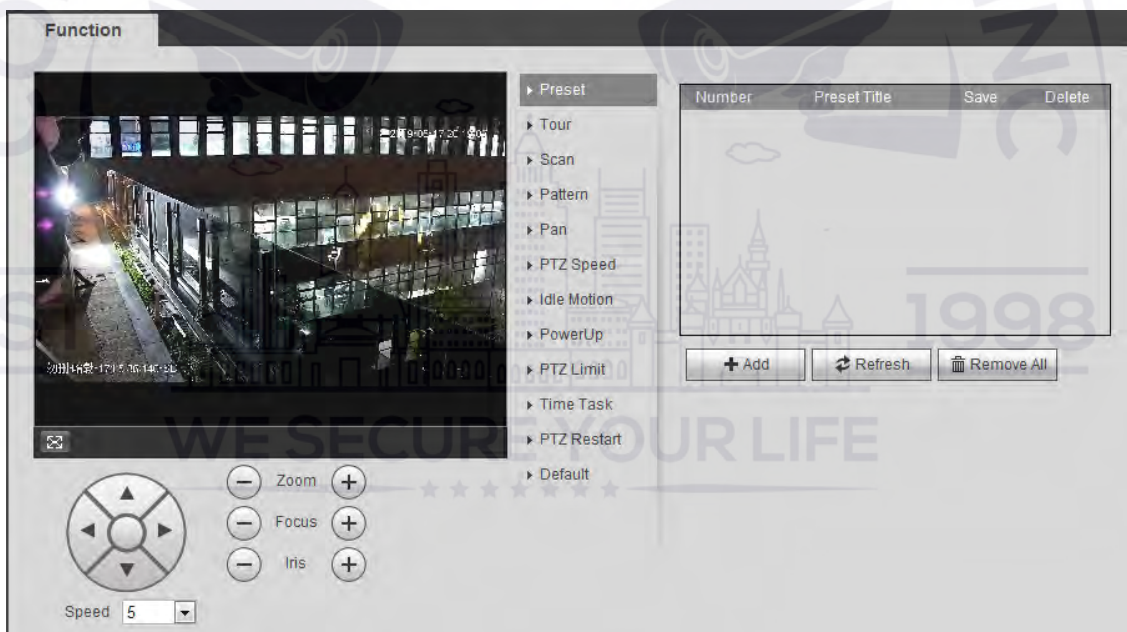 Function
Preset
Tour
Scan
Pattern
Pan
PTZ Speed
Idle Motion
PowerUp
PTZ Limit
Time Task
PTZ Restart
Default
Number Preset Title Save Delete
Add Refresh Remove All
Zoom
Focus
Iris
Speed 5
1998
WE SECURE YOUR LIFE